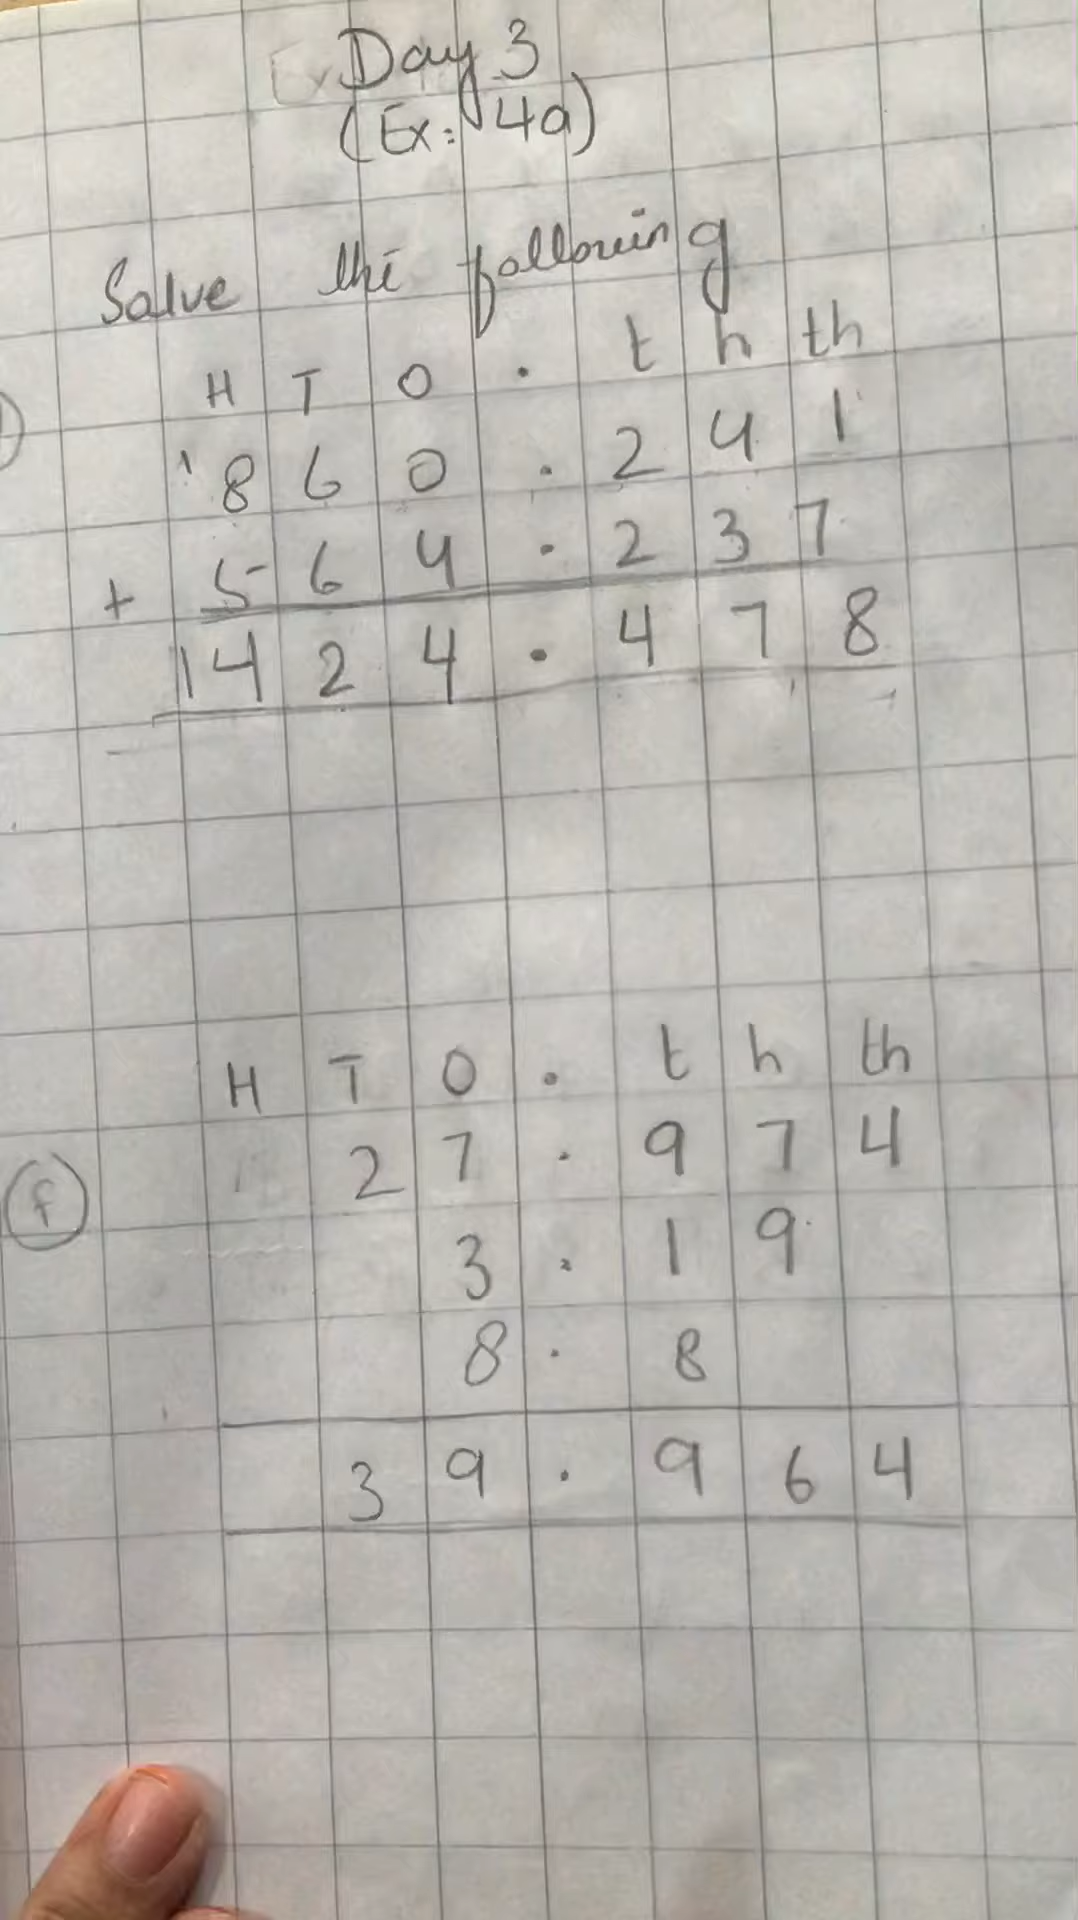 Day 3
(Ex: 4a)
Solve the following
H T O . t h th
1 8 6 0 . 2 4 1
+ 5 6 4 . 2 3 7
14 2 4 . 4 7 8
H T O . t h th
(f) 2 7 . 9 7 4
3 . 1 9
8 . 8
3 9 . 9 6 4